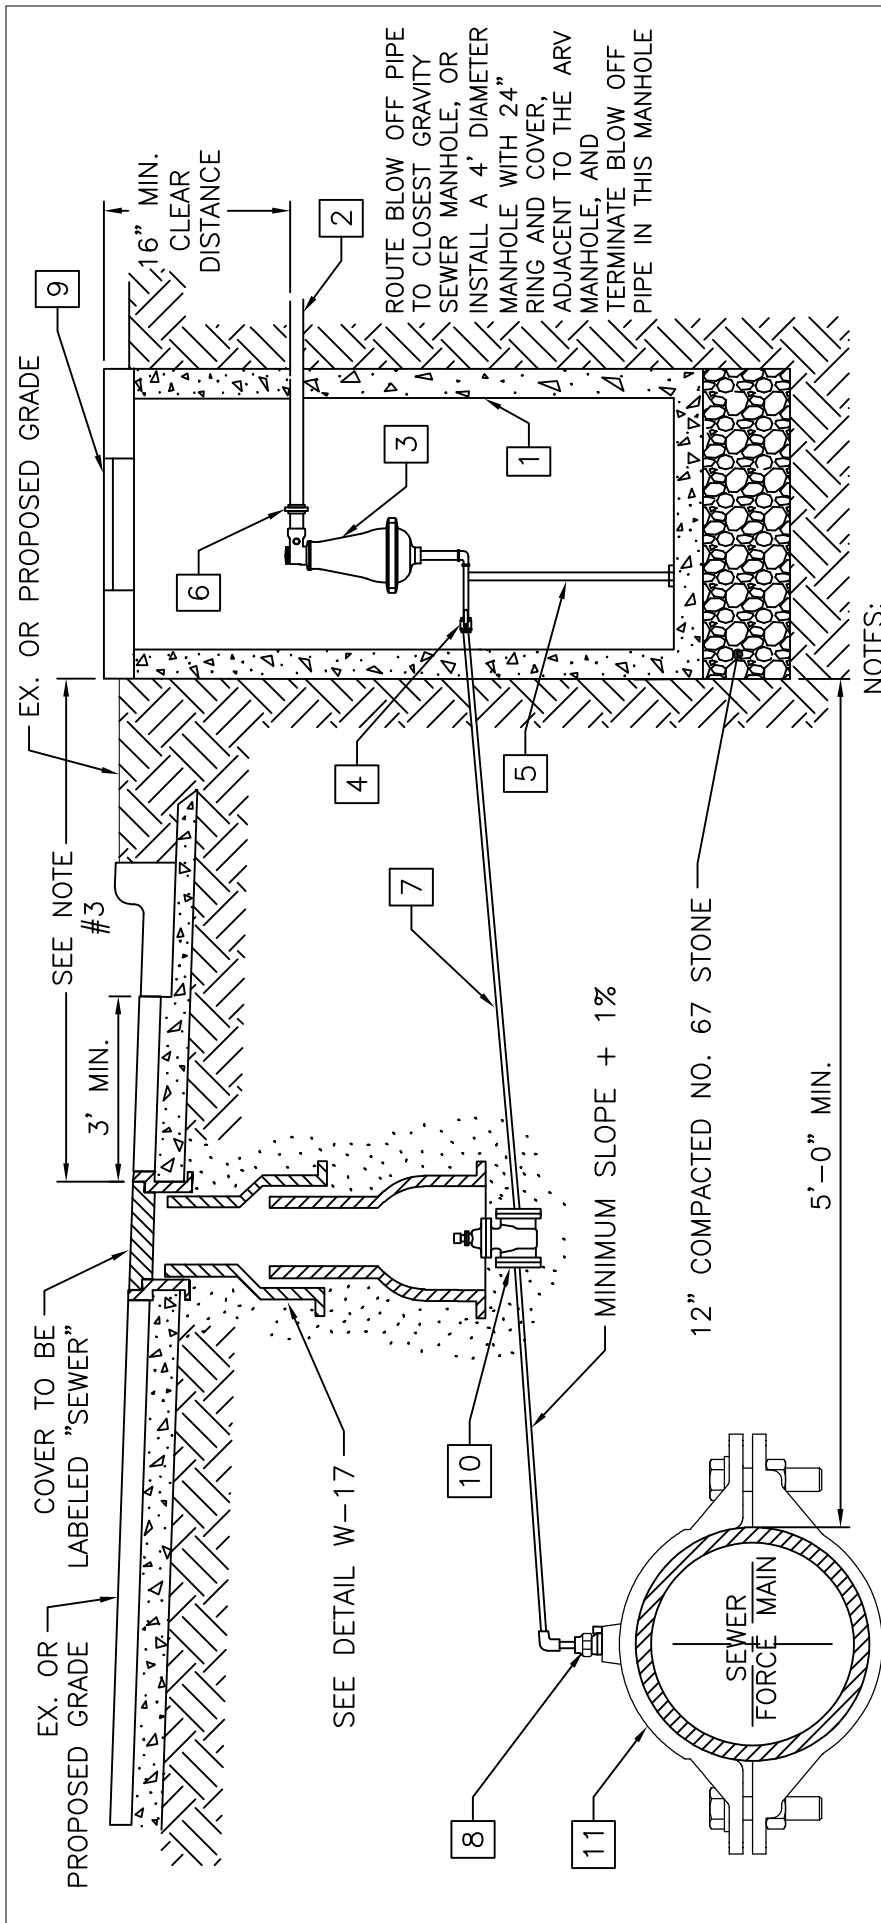 EX. OR
PROPOSED GRADE
COVER TO BE
LABELED "SEWER"
3' MIN.
SEE NOTE
#3
EX. OR PROPOSED GRADE
9
16" MIN.
CLEAR
DISTANCE
2
ROUTE BLOW OFF PIPE
TO CLOSEST GRAVITY
SEWER MANHOLE, OR
INSTALL A 4' DIAMETER
MANHOLE WITH 24"
RING AND COVER,
ADJACENT TO THE ARV
MANHOLE, AND
TERMINATE BLOW OFF
PIPE IN THIS MANHOLE
6
3
1
4
5
7
SEE DETAIL W-17
10
MINIMUM SLOPE + 1%
12" COMPACTED NO. 67 STONE
8
11
SEWER
FORCE MAIN
5'-0" MIN.
NOTES: